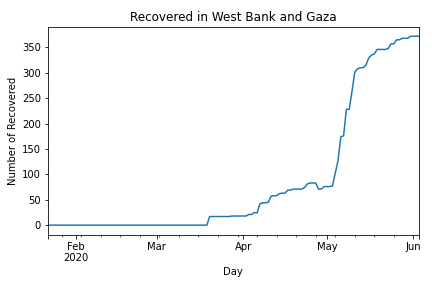 Recovered in West Bank and Gaza
Number of Recovered
350
300
250
200
150
100
50
0
Feb
2020
Mar
Apr
May
Jun
Day